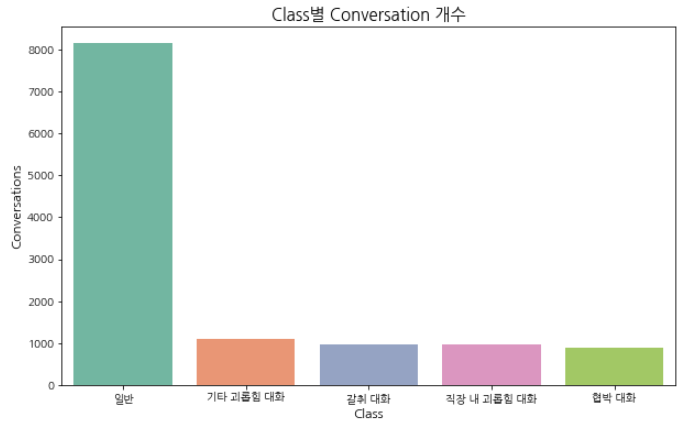 Class별 Conversation 개수
Conversations
8000
7000
6000
5000
4000
3000
2000
1000
0
일반
기타 괴롭힘 대화
갈취 대화
직장 내 괴롭힘 대화
협박 대화
Class